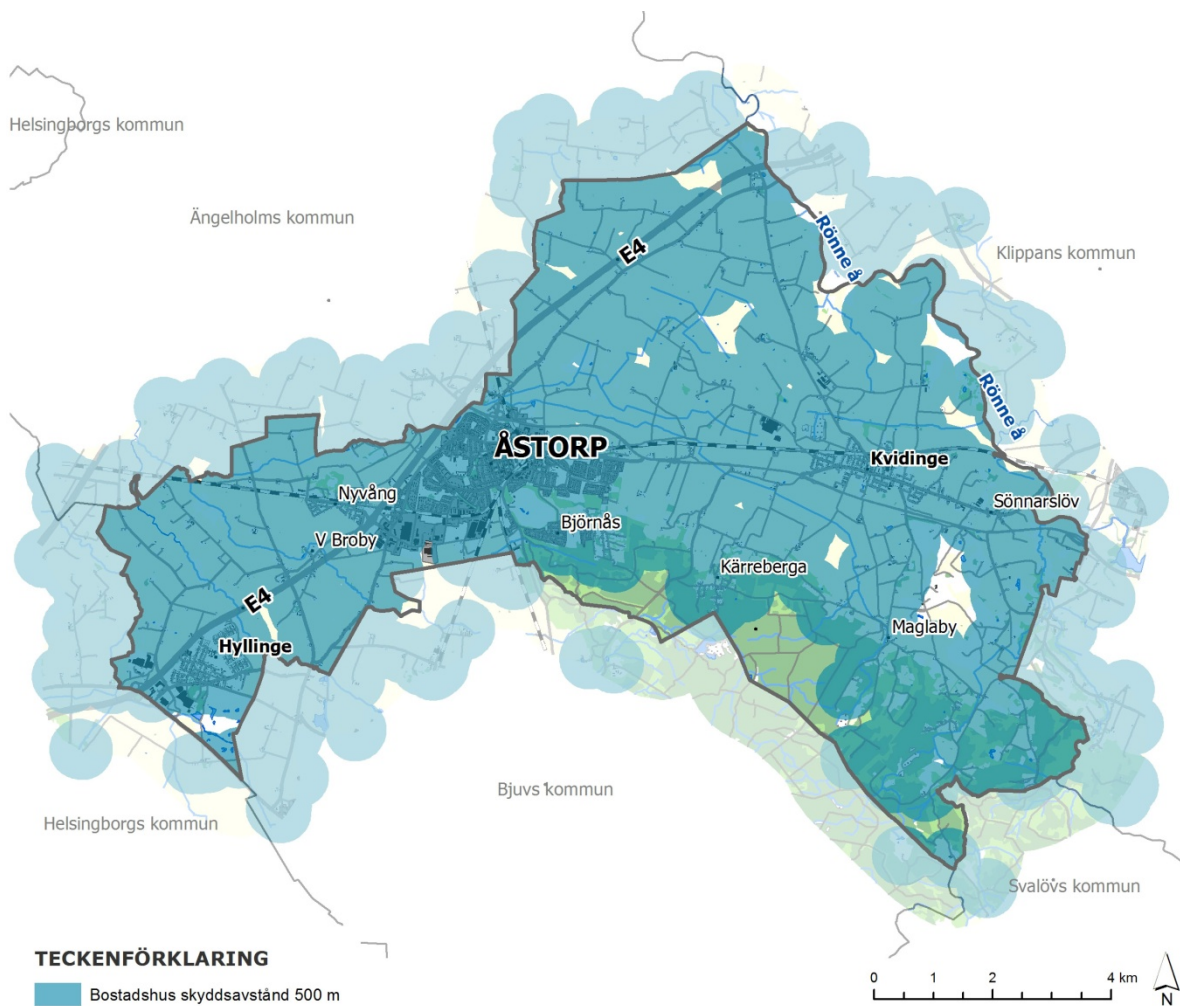 Helsingborgs kommun
Ängelholms kommun
E4
Rönne å
Klippans kommun
Rönne å
ÅSTORP
Kvidinge
Nyvång
Sönnarslöv
Björnås
V Broby
Kärreberga
E4
Maglaby
Hyllinge
Bjuvs kommun
Helsingborgs kommun
Svalövs kommun
TECKENFÖRKLARING
Bostadshus skyddsavstånd 500 m
0 1 2 4 km
N